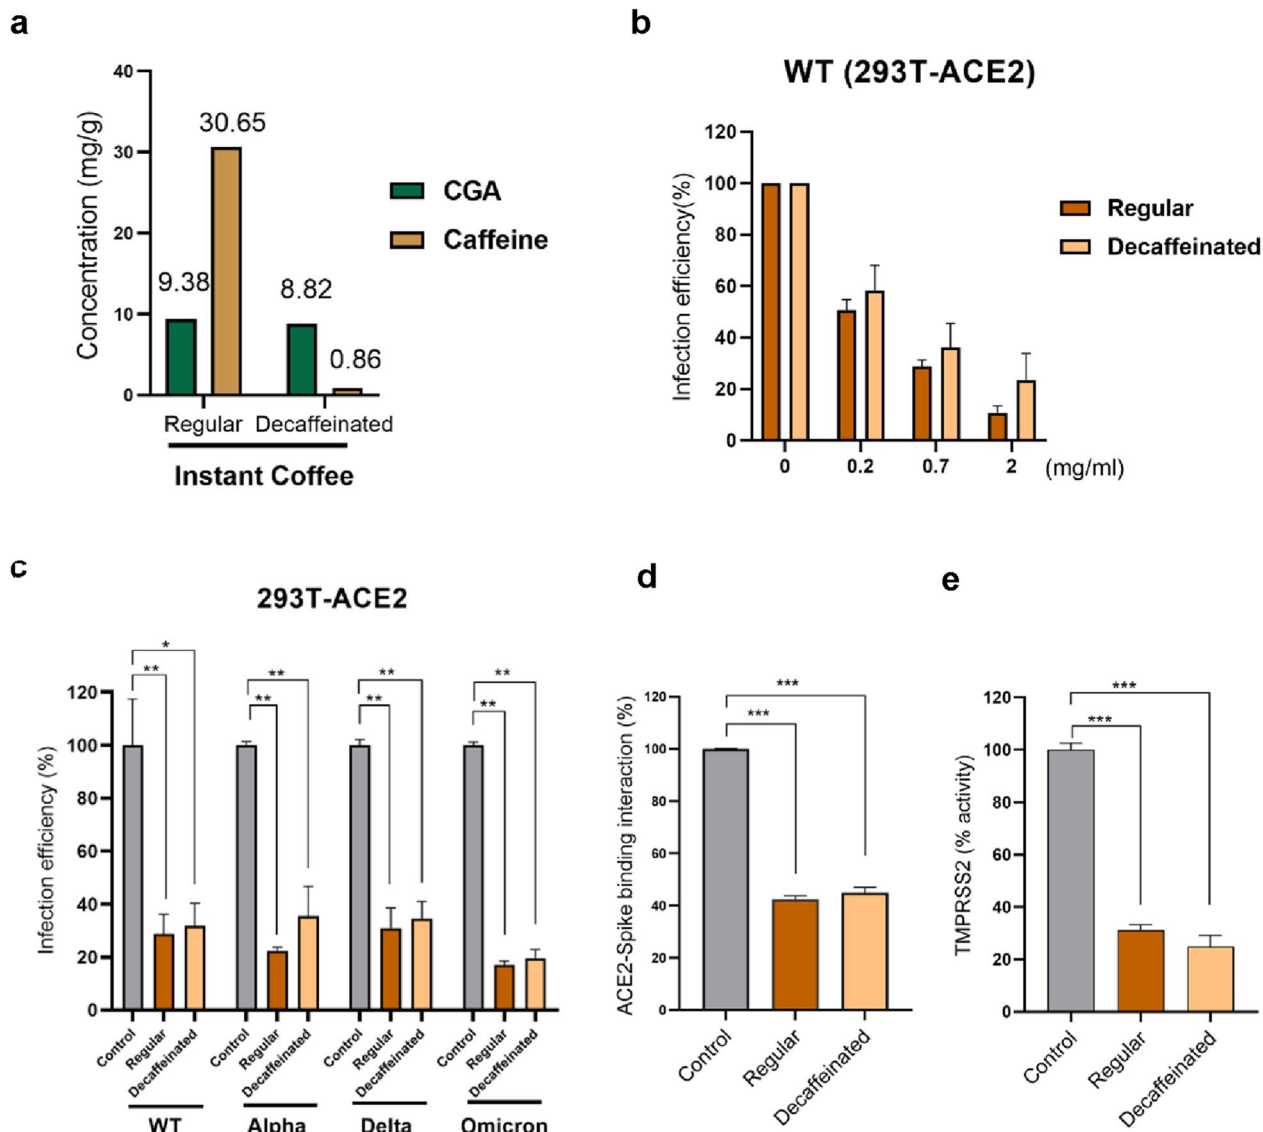 a
40
30
20
10
0
Concentration (mg/g)
9.38
30.65
8.82
0.86
CGA
Caffeine
Regular Decaffeinated
Instant Coffee
b
WT (293T-ACE2)
120
100
80
60
40
20
0
Infection efficiency(%)
0 0.2 0.7 2 (mg/ml)
Regular
Decaffeinated
c
293T-ACE2
120
100
80
60
40
20
0
Infection efficiency (%)
*
**
**
**
**
**
**
**
Control Regular Decaffeinated Control Regular Decaffeinated Control Regular Decaffeinated Control Regular Decaffeinated
WT Alpha Delta Omicron
d
120
100
80
60
40
20
0
ACE2-Spike binding interaction (%)
***
***
Control Regular Decaffeinated
e
120
100
80
60
40
20
0
TMPRSS2 (% activity)
***
***
Control Regular Decaffeinated